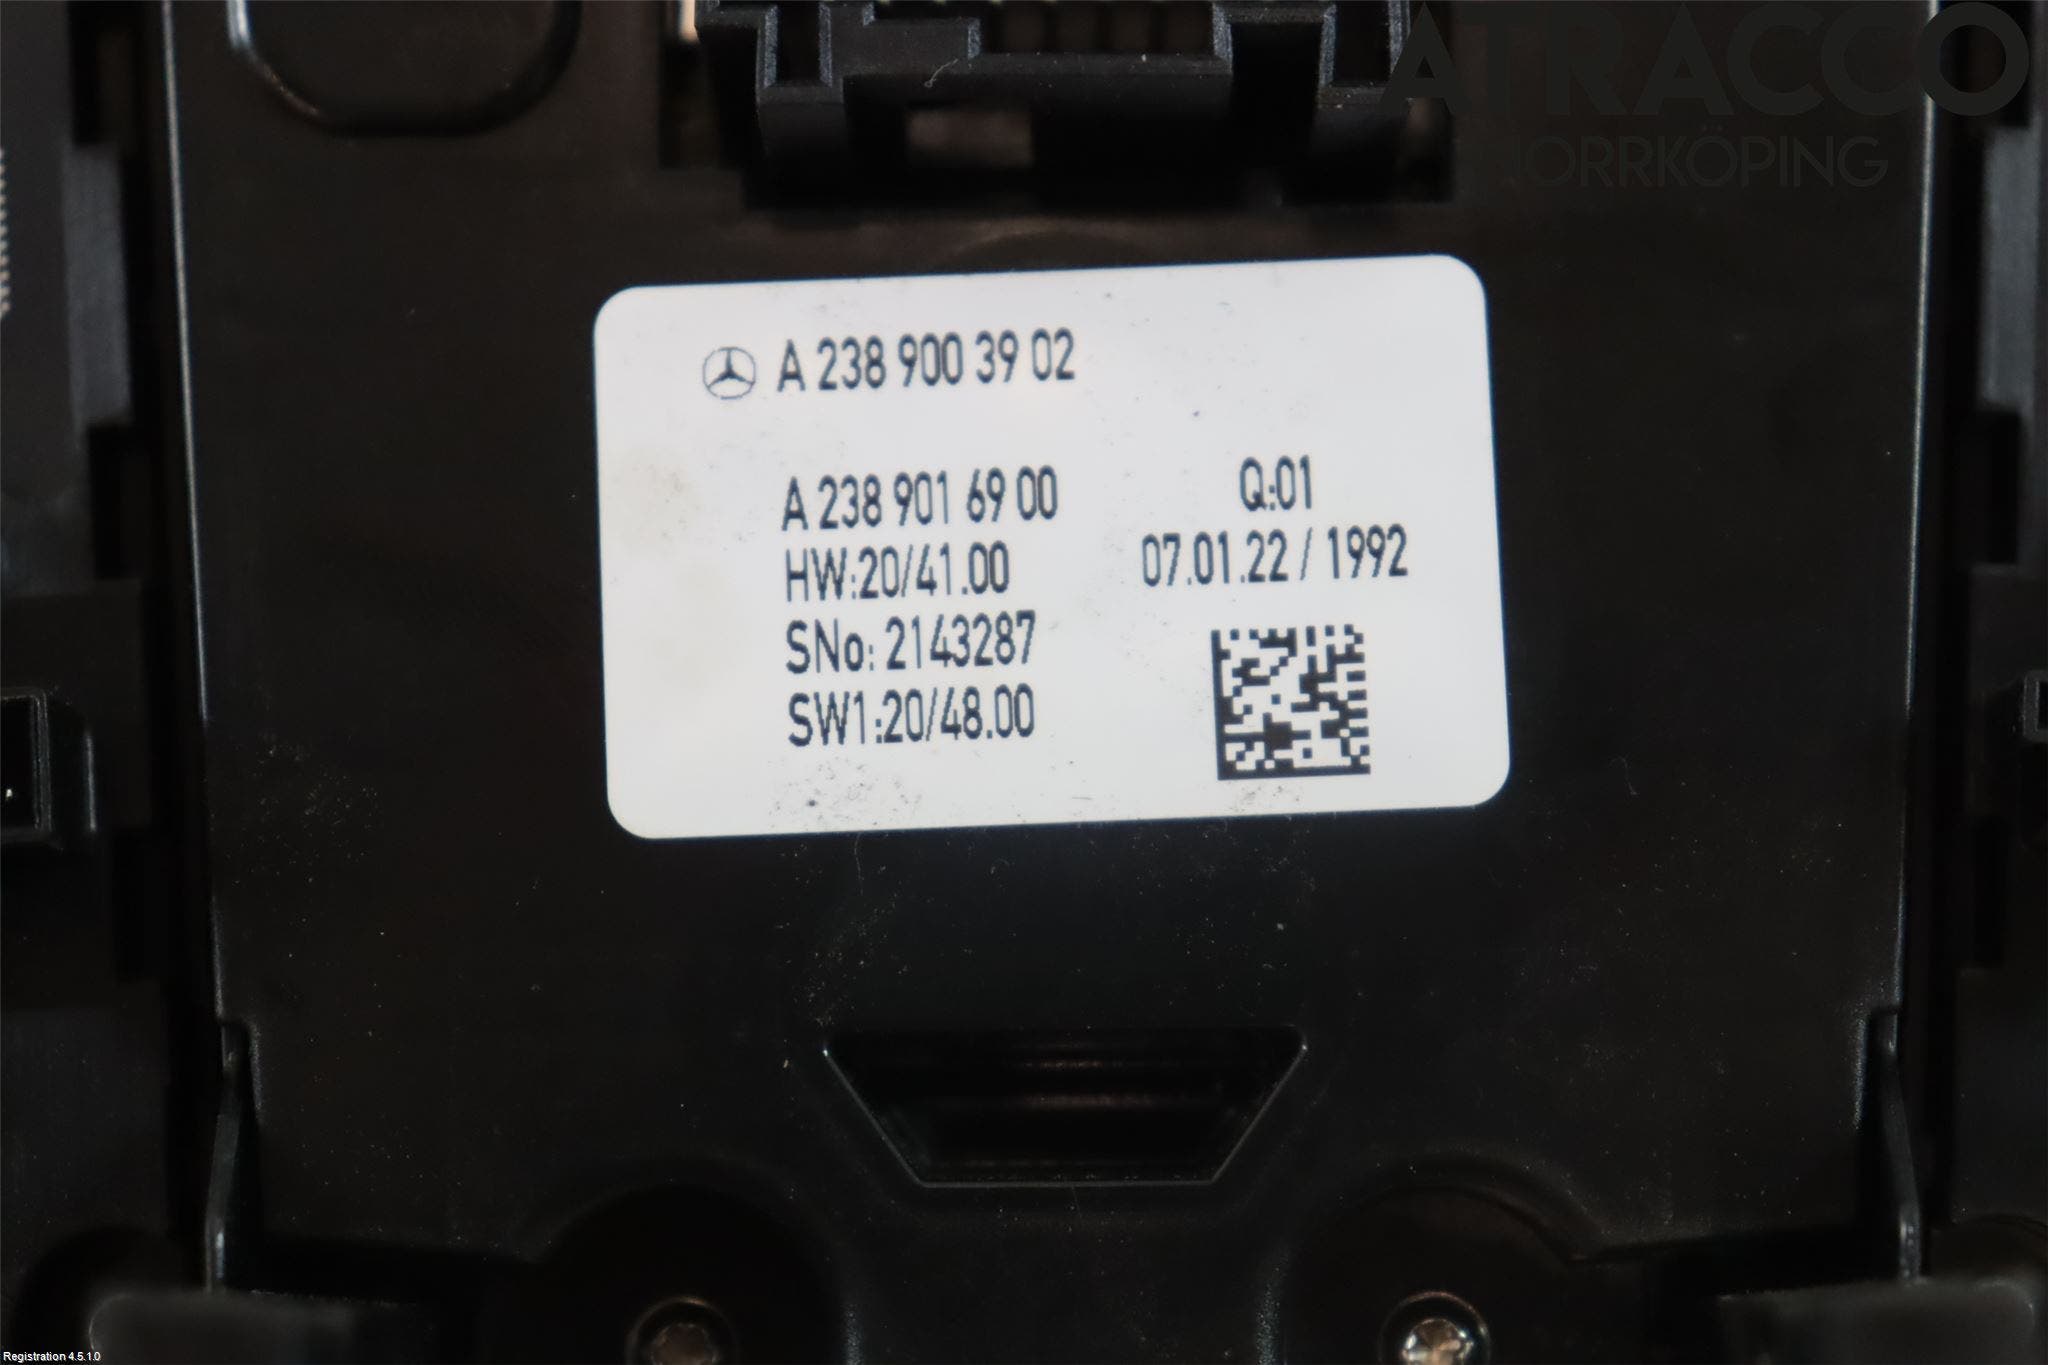 ATRACCO
NORRKÖPING
A 238 900 39 02
A 238 901 69 00
HW:20/41.00
SNo: 2143287
SW1:20/48.00
Q:01
07.01.22 / 1992
Registration 4.5.1.0